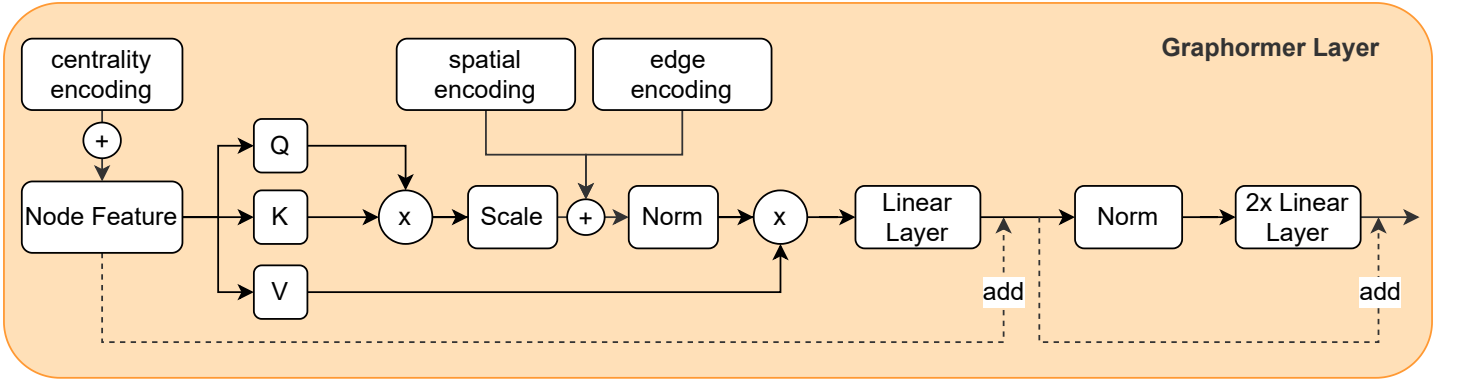 Graphormer Layer
centrality
encoding
spatial
encoding
edge
encoding
+
Q
Node Feature
K
x
Scale
+
Norm
x
Linear
Layer
Norm
2x Linear
Layer
V
add
add